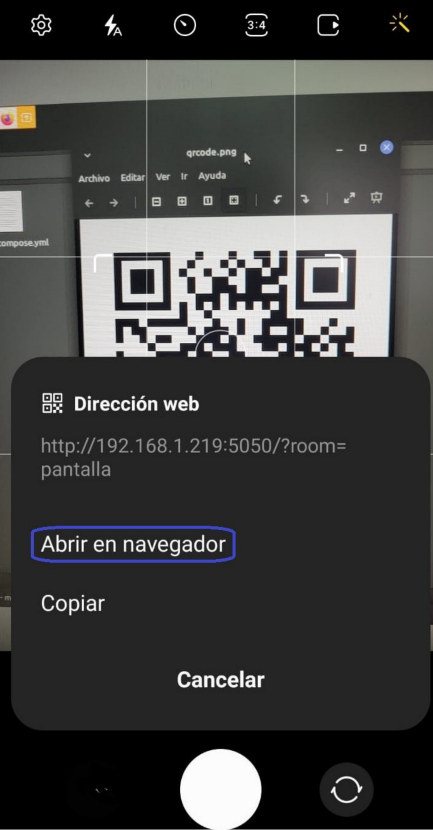 3:4
qrcode.png
Archivo Editar Ver Ir Ayuda
compose.yml
Dirección web
http://192.168.1.219:5050/?room=
pantalla
Abrir en navegador
Copiar
Cancelar